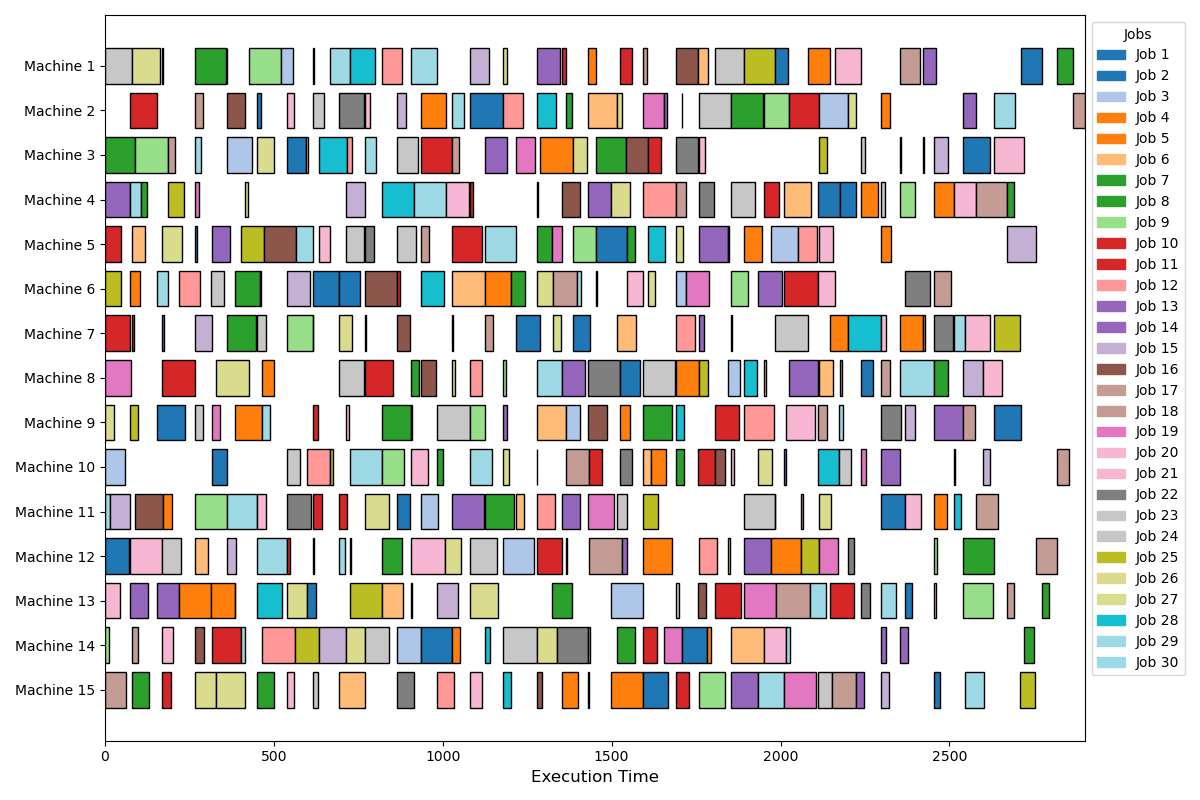 Machine 1
Machine 2
Machine 3
Machine 4
Machine 5
Machine 6
Machine 7
Machine 8
Machine 9
Machine 10
Machine 11
Machine 12
Machine 13
Machine 14
Machine 15
0 500 1000 1500 2000 2500
Execution Time
Jobs
Job 1
Job 2
Job 3
Job 4
Job 5
Job 6
Job 7
Job 8
Job 9
Job 10
Job 11
Job 12
Job 13
Job 14
Job 15
Job 16
Job 17
Job 18
Job 19
Job 20
Job 21
Job 22
Job 23
Job 24
Job 25
Job 26
Job 27
Job 28
Job 29
Job 30